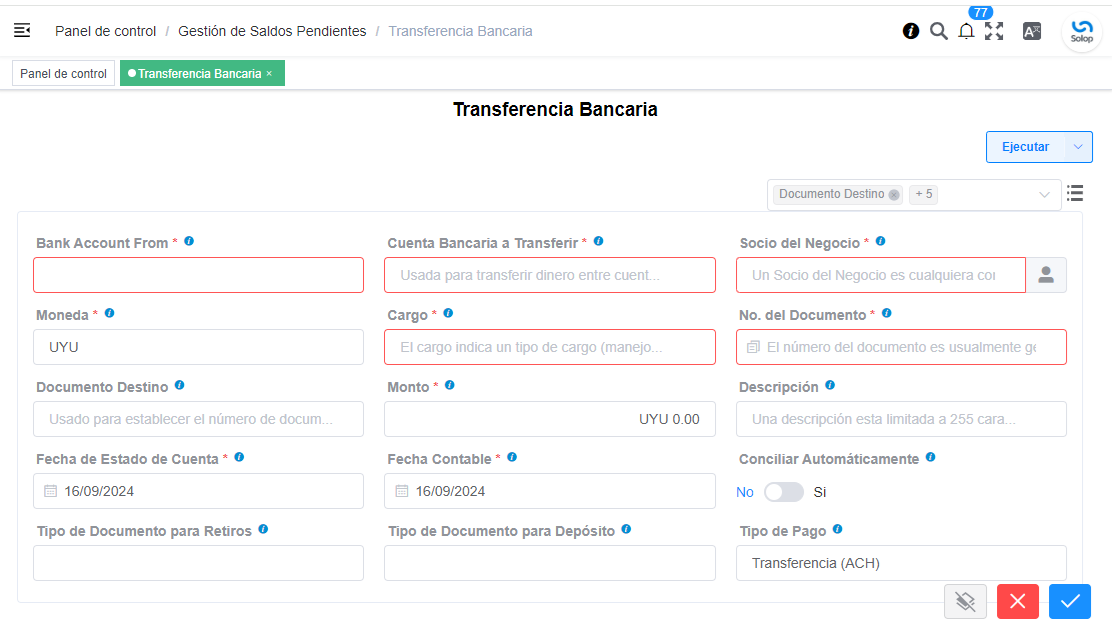 77
Panel de control / Gestión de Saldos Pendientes / Transferencia Bancaria
Solop
Panel de control
Transferencia Bancaria ×
Transferencia Bancaria
Ejecutar
Documento Destino + 5
Bank Account From * Cuenta Bancaria a Transferir * Socio del Negocio *
Usada para transferir dinero entre cuent... Un Socio del Negocio es cualquiera cor
Moneda * Cargo * No. del Documento *
UYU El cargo indica un tipo de cargo (manejo... El número del documento es usualmente ge
Documento Destino Monto * Descripción
Usado para establecer el número de docum... UYU 0.00 Una descripción esta limitada a 255 cara...
Fecha de Estado de Cuenta * Fecha Contable * Conciliar Automáticamente
16/09/2024 16/09/2024 No Si
Tipo de Documento para Retiros Tipo de Documento para Depósito Tipo de Pago
Transferencia (ACH)